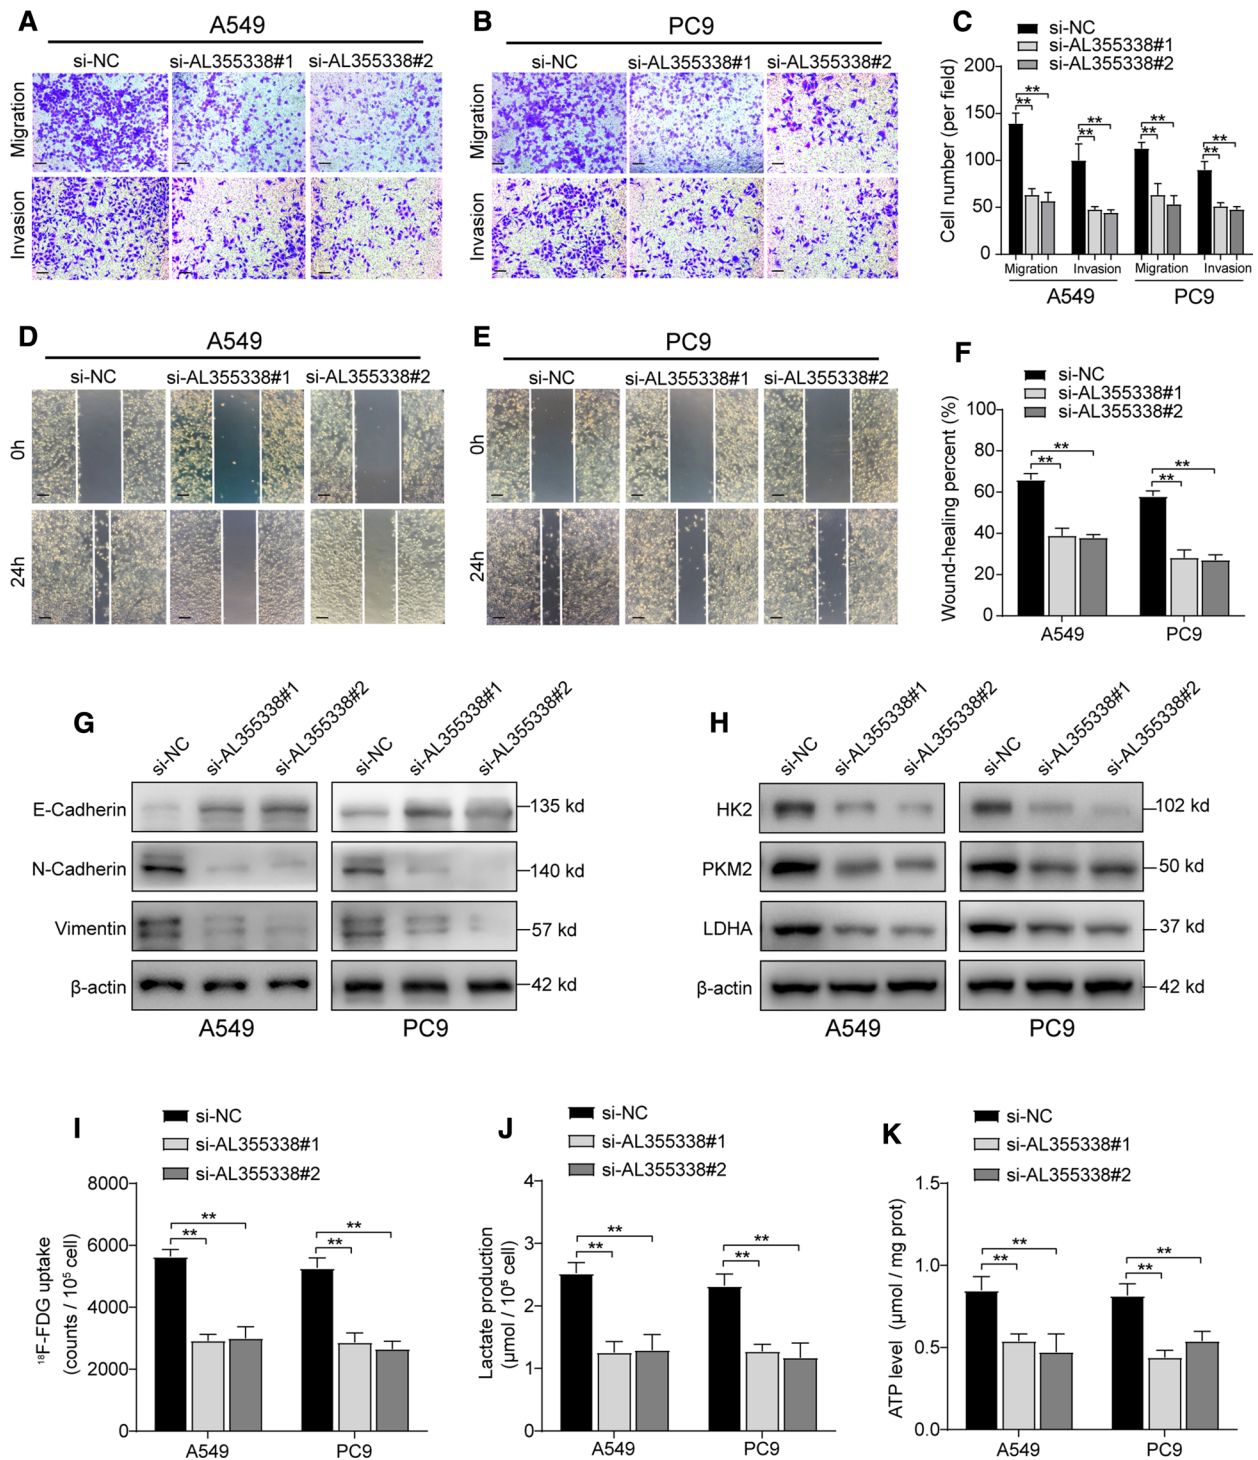 A
A549
si-NC
si-AL355338#1
si-AL355338#2
Migration
Invasion
B
PC9
si-NC
si-AL355338#1
si-AL355338#2
Migration
Invasion
C
si-NC
si-AL355338#1
si-AL355338#2
Cell number (per field)
200
150
100
50
0
**
**
**
**
**
**
**
**
Migration
Invasion
Migration
Invasion
A549
PC9
D
A549
si-NC
si-AL355338#1
si-AL355338#2
0h
24h
E
PC9
si-NC
si-AL355338#1
si-AL355338#2
0h
24h
F
si-NC
si-AL355338#1
si-AL355338#2
Wound-healing percent (%)
100
80
60
40
20
0
**
**
**
**
A549
PC9
G
si-NC
si-AL355338#1
si-AL355338#2
si-NC
si-AL355338#1
si-AL355338#2
E-Cadherin
135 kd
N-Cadherin
140 kd
Vimentin
57 kd
β-actin
42 kd
A549
PC9
H
si-NC
si-AL355338#1
si-AL355338#2
si-NC
si-AL355338#1
si-AL355338#2
HK2
102 kd
PKM2
50 kd
LDHA
37 kd
β-actin
42 kd
A549
PC9
I
si-NC
si-AL355338#1
si-AL355338#2
¹⁸F-FDG uptake
(counts / 10⁵ cell)
8000
6000
4000
2000
0
**
**
**
**
A549
PC9
J
si-NC
si-AL355338#1
si-AL355338#2
Lactate production
(μmol / 10⁵ cell)
4
3
2
1
0
**
**
**
**
A549
PC9
K
si-NC
si-AL355338#1
si-AL355338#2
ATP level (μmol / mg prot)
1.5
1.0
0.5
0.0
**
**
**
**
A549
PC9